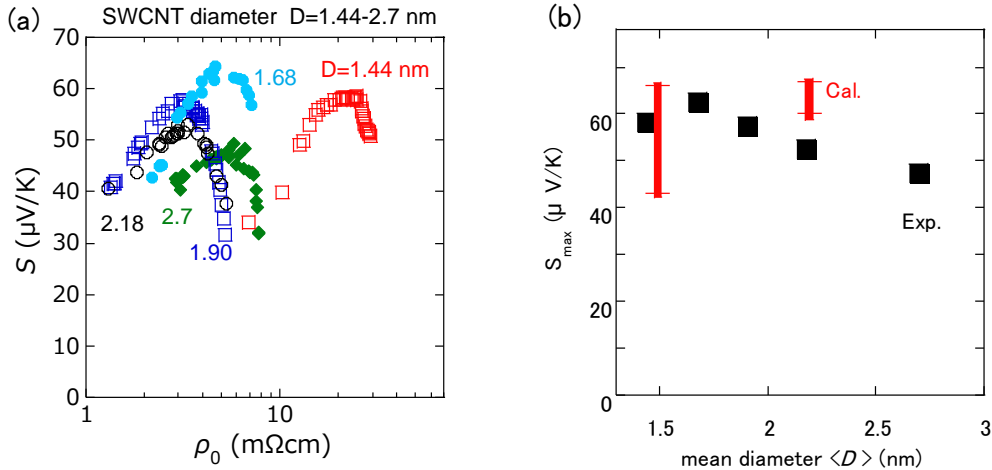 (a)
SWCNT diameter D=1.44-2.7 nm
70
60
50
40
30
20
10
0
S (μV/K)
1
10
ρ0 (mΩcm)
1.68
D=1.44 nm
2.18
2.7
1.90
(b)
60
40
20
0
Smax (μ V/K)
1.5
2
2.5
3
mean diameter <D> (nm)
Cal.
Exp.